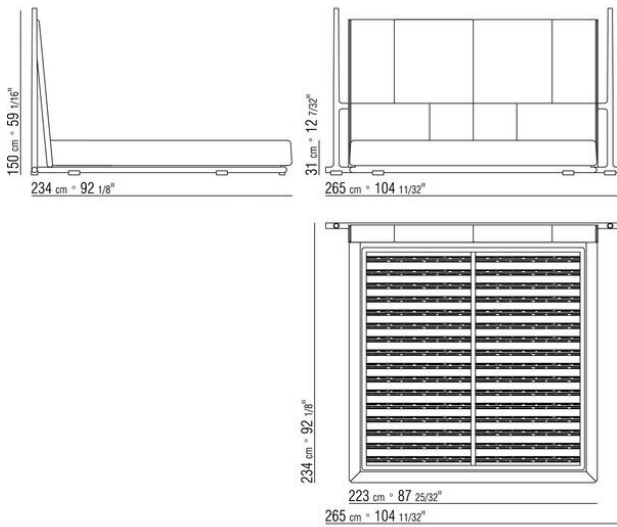 150 cm ° 59 1/16"
234 cm ° 92 1/8"
31 cm ° 12 7/32"
265 cm ° 104 11/32"
234 cm ° 92 1/8"
223 cm ° 87 25/32"
265 cm ° 104 11/32"